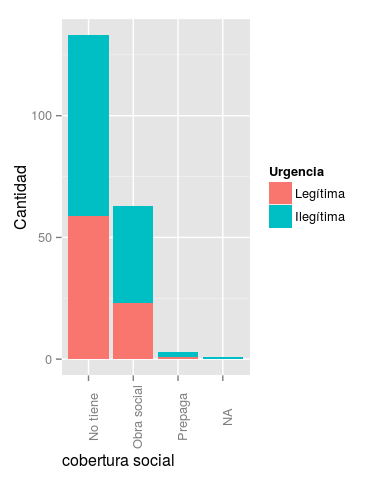 Cantidad
100
50
0
No tiene
Obra social
Prepaga
NA
cobertura social
Urgencia
Legítima
Ilegítima